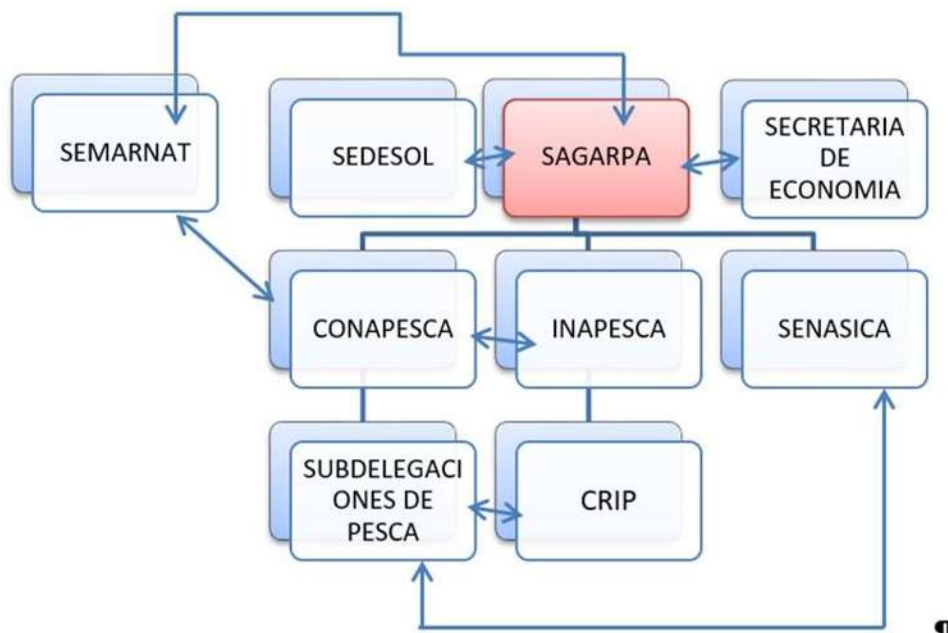 SEMARNAT
SEDESOL
SAGARPA
SECRETARIA
DE
ECONOMIA
CONAPESCA
INAPESCA
SENASICA
SUBDELEGACI
ONES DE
PESCA
CRIP
¶